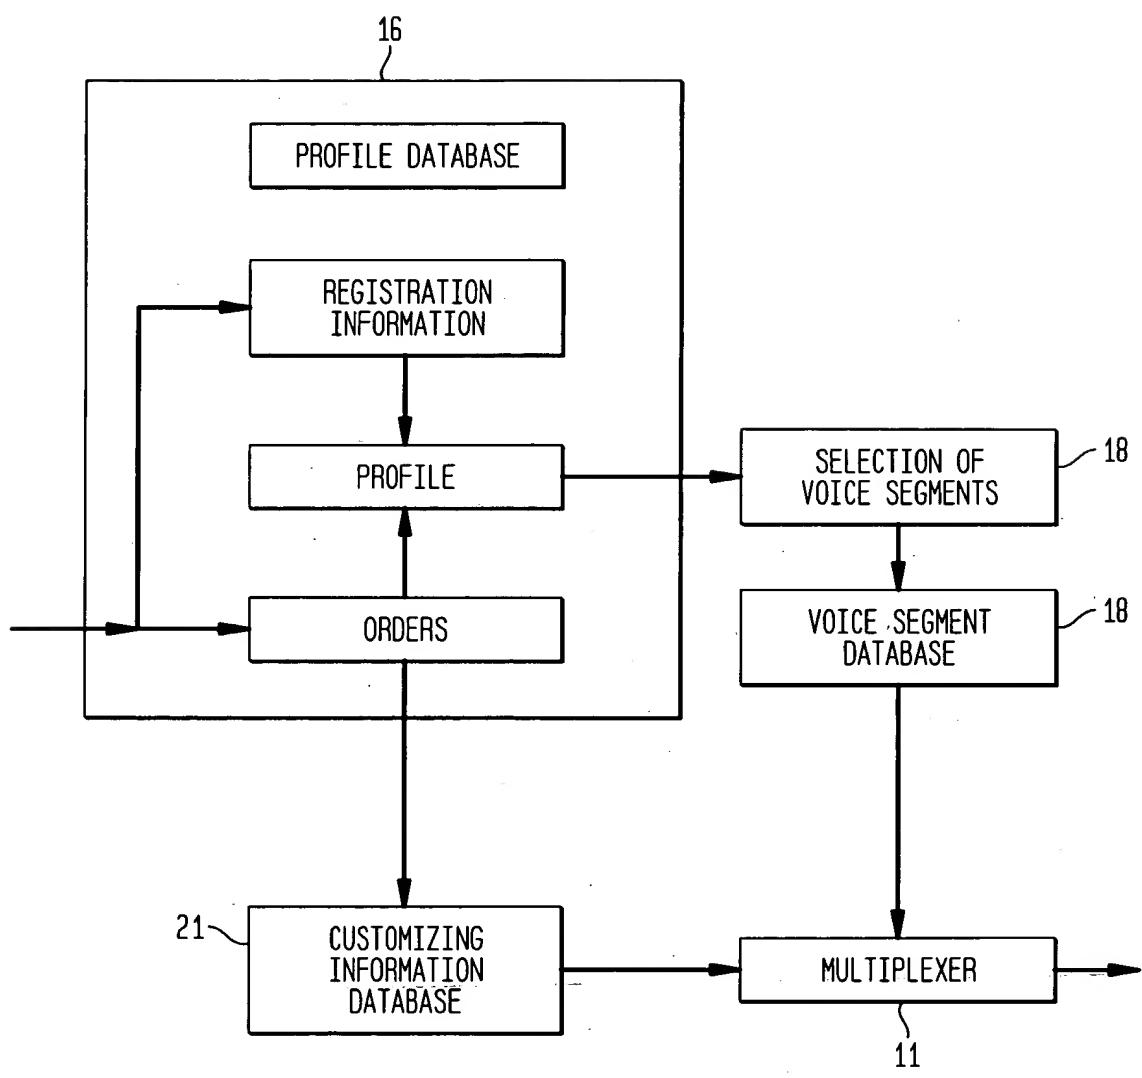 16
PROFILE DATABASE
REGISTRATION
INFORMATION
PROFILE
ORDERS
SELECTION OF
VOICE SEGMENTS
18
VOICE SEGMENT
DATABASE
18
21
CUSTOMIZING
INFORMATION
DATABASE
MULTIPLEXER
11